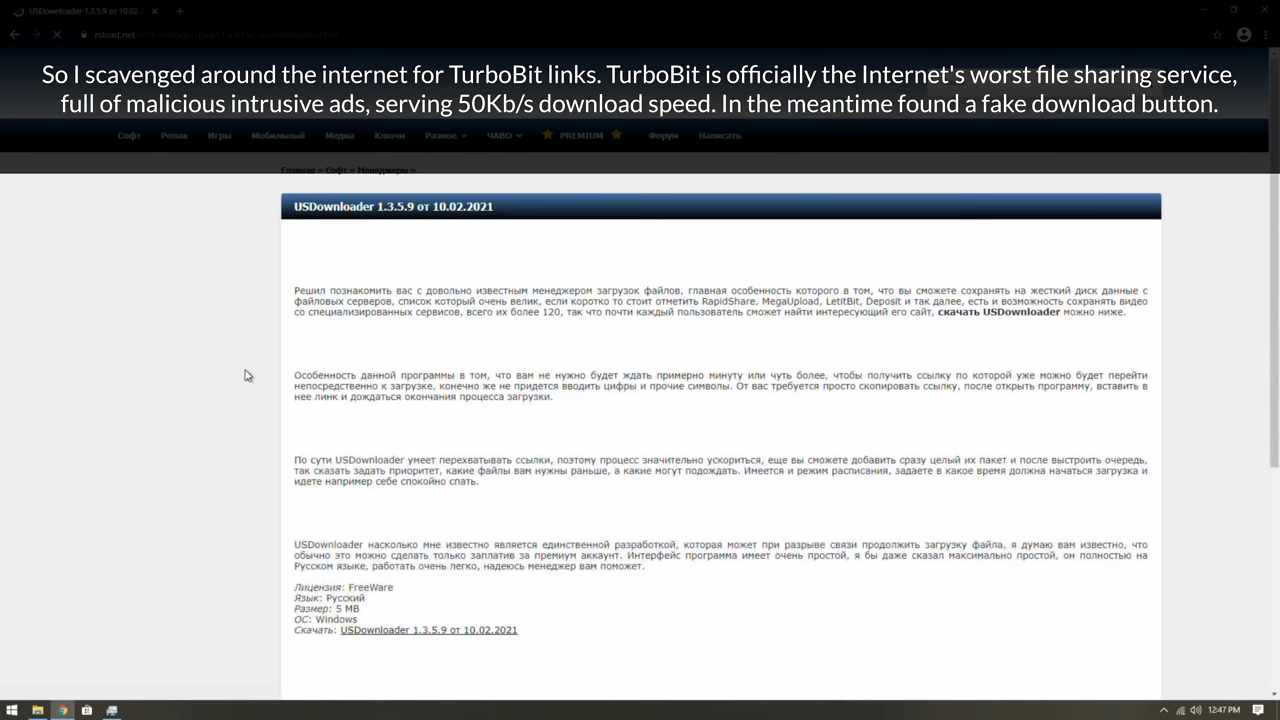 USDownloader 1.3.5.9 от 10.02.2021
rsload.net
So I scavenged around the internet for TurboBit links. TurboBit is officially the Internet's worst file sharing service,
full of malicious intrusive ads, serving 50Kb/s download speed. In the meantime found a fake download button.
Софт Репак Игры Мобильный Медиа Ключи Разное ЧАВО PREMIUM Форум Написать
Главная » Софт » Менеджеры »
USDownloader 1.3.5.9 от 10.02.2021
Решил познакомить вас с довольно известным менеджером загрузок файлов, главная особенность которого в том, что вы сможете сохранять на жесткий диск данные с
файловых серверов, список который очень велик, если коротко то стоит отметить RapidShare, MegaUpload, LetitBit, Deposit и так далее, есть и возможность сохранять видео
со специализированных сервисов, всего их более 120, так что почти каждый пользователь сможет найти интересующий его сайт, скачать USDownloader можно ниже.
Особенность данной программы в том, что вам не нужно будет ждать примерно минуту или чуть более, чтобы получить ссылку по которой уже можно будет перейти
непосредственно к загрузке, конечно же не придется вводить цифры и прочие символы. От вас требуется просто скопировать ссылку, после открыть программу, вставить в
нее линк и дождаться окончания процесса загрузки.
По сути USDownloader умеет перехватывать ссылки, поэтому процесс значительно ускориться, еще вы сможете добавить сразу целый их пакет и после выстроить очередь,
так сказать задать приоритет, какие файлы вам нужны раньше, а какие могут подождать. Имеется и режим расписания, задаете в какое время должна начаться загрузка и
идете например себе спокойно спать.
USDownloader насколько мне известно является единственной разработкой, которая может при разрыве связи продолжить загрузку файла, я думаю вам известно, что
обычно это можно сделать только заплатив за премиум аккаунт. Интерфейс программа имеет очень простой, я бы даже сказал максимально простой, он полностью на
Русском языке, работать очень легко, надеюсь менеджер вам поможет.
Лицензия: FreeWare
Язык: Русский
Размер: 5 MB
ОС: Windows
Скачать: USDownloader 1.3.5.9 от 10.02.2021
12:47 PM